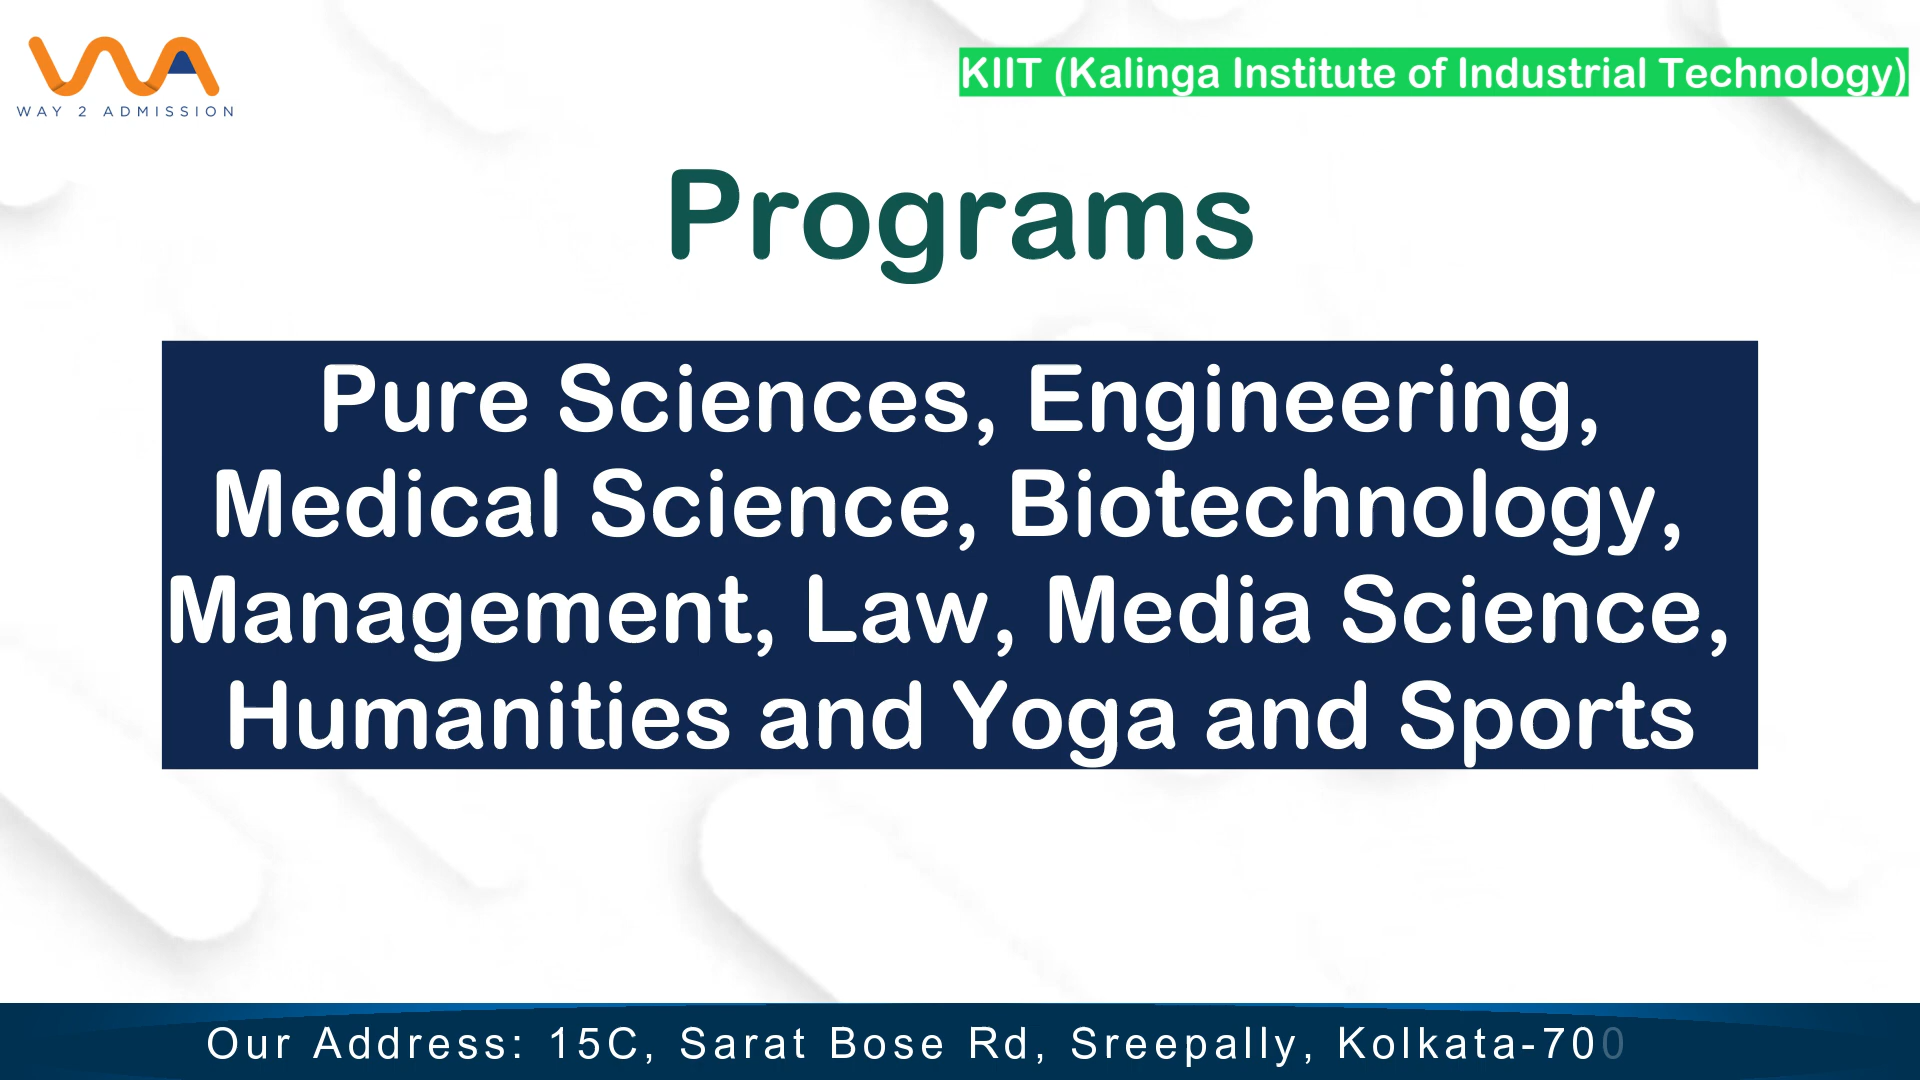 WAY 2 ADMISSION
KIIT (Kalinga Institute of Industrial Technology)
Programs
Pure Sciences, Engineering,
Medical Science, Biotechnology,
Management, Law, Media Science,
Humanities and Yoga and Sports
Our Address: 15C, Sarat Bose Rd, Sreepally, Kolkata-700